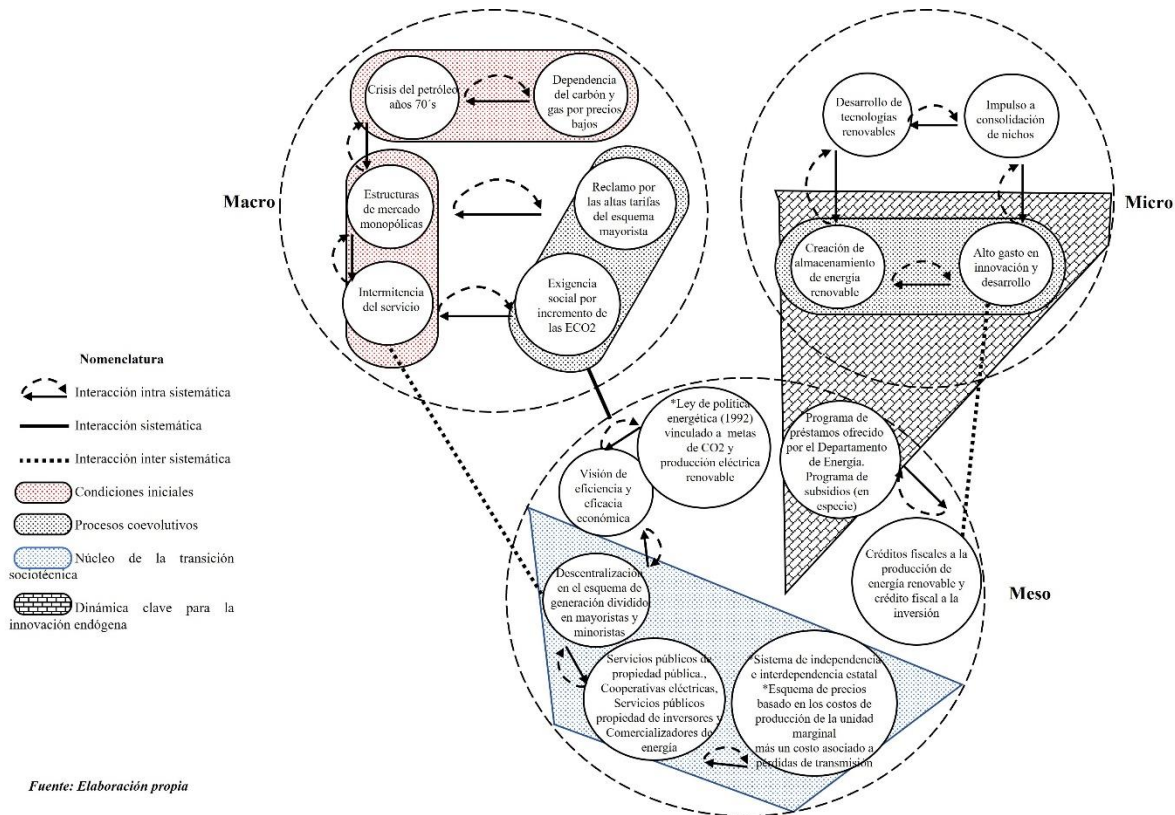 Macro
Crisis del petróleo
años 70´s
Dependencia
del carbón y
gas por precios
bajos
Estructuras
de mercado
monopólicas
Reclamo por
las altas tarifas
del esquema
mayorista
Intermitencia
del servicio
Exigencia
social por
incremento de
las ECO2
Micro
Desarrollo de
tecnologías
renovables
Impulso a
consolidación
de nichos
Creación de
almacenamiento
de energía
renovable
Alto gasto en
innovación y
desarrollo
Nomenclatura
Interacción intra sistemática
Interacción sistemática
Interacción inter sistemática
Condiciones iniciales
Procesos coevolutivos
Núcleo de la transición
sociotécnica
Dinámica clave para la
innovación endógena
Meso
*Ley de política
energética (1992)
vinculado a metas
de CO2 y
producción eléctrica
renovable
Visión de
eficiencia y
eficacia
económica
Programa de
préstamos ofrecido
por el Departamento
de Energía.
Programa de
subsidios (en
especie)
Créditos fiscales a la
producción de
energía renovable y
crédito fiscal a la
inversión
Descentralización
en el esquema de
generación dividido
en mayoristas y
minoristas
Servicios públicos de
propiedad pública.,
Cooperativas eléctricas,
Servicios públicos
propiedad de inversores y
Comercializadores de
energía
*Sistema de independencia
e interdependencia estatal
*Esquema de precios
basado en los costos de
producción de la unidad
marginal
más un costo asociado a
pérdidas de transmisión
Fuente: Elaboración propia